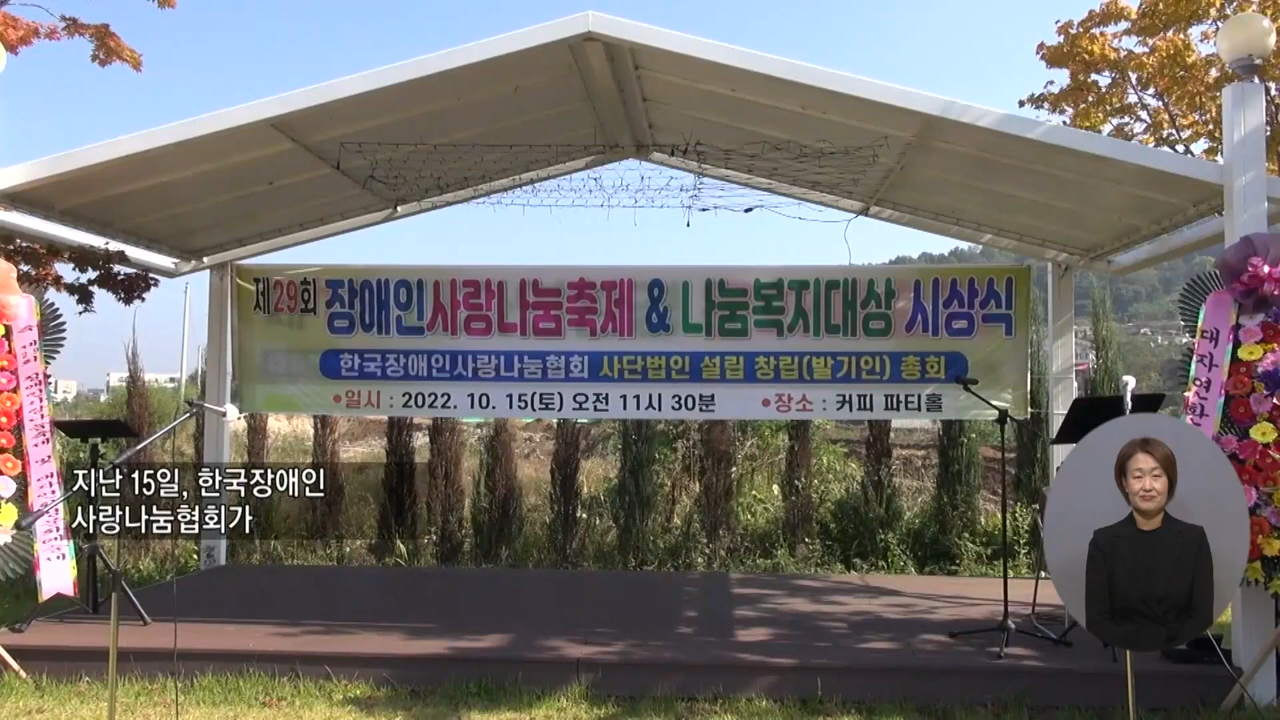 제29회 장애인사랑나눔축제 & 나눔복지대상 시상식
한국장애인사랑나눔협회 사단법인 설립 창립(발기인) 총회
•일시 : 2022. 10. 15(토) 오전 11시 30분 •장소 : 커피 파티홀
대자연환
지난 15일, 한국장애인
사랑나눔협회가